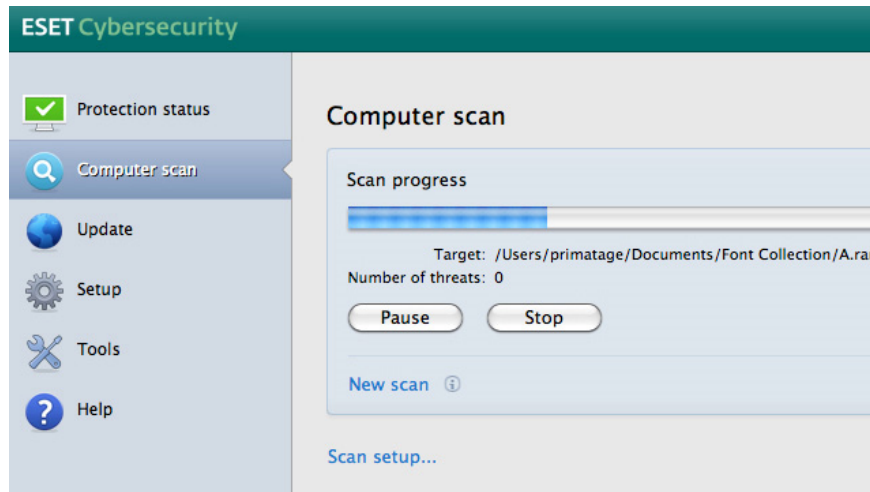 ESET Cybersecurity
Protection status
Computer scan
Update
Setup
Tools
?
Help
Computer scan
Scan progress
Target: /Users/primatage/Documents/Font Collection/A.ra
Number of threats: 0
Pause Stop
New scan i
Scan setup...